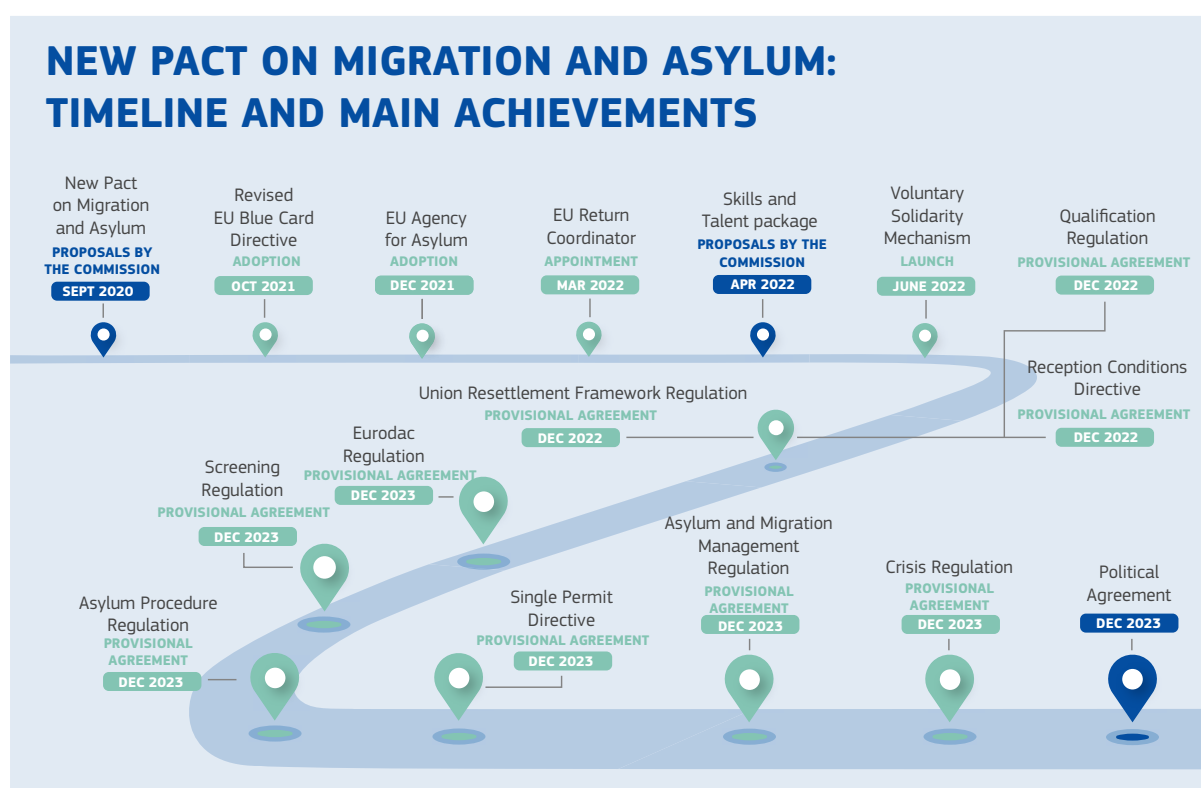 NEW PACT ON MIGRATION AND ASYLUM:
TIMELINE AND MAIN ACHIEVEMENTS
New Pact
on Migration
and Asylum
PROPOSALS BY
THE COMMISSION
SEPT 2020
Revised
EU Blue Card
Directive
ADOPTION
OCT 2021
EU Agency
for Asylum
ADOPTION
DEC 2021
EU Return
Coordinator
APPOINTMENT
MAR 2022
Skills and
Talent package
PROPOSALS BY THE
COMMISSION
APR 2022
Voluntary
Solidarity
Mechanism
LAUNCH
JUNE 2022
Qualification
Regulation
PROVISIONAL AGREEMENT
DEC 2022
Reception Conditions
Directive
PROVISIONAL AGREEMENT
DEC 2022
Union Resettlement Framework Regulation
PROVISIONAL AGREEMENT
DEC 2022
Eurodac
Regulation
PROVISIONAL AGREEMENT
DEC 2023
Screening
Regulation
PROVISIONAL AGREEMENT
DEC 2023
Asylum Procedure
Regulation
PROVISIONAL
AGREEMENT
DEC 2023
Single Permit
Directive
PROVISIONAL AGREEMENT
DEC 2023
Asylum and Migration
Management
Regulation
PROVISIONAL
AGREEMENT
DEC 2023
Crisis Regulation
PROVISIONAL
AGREEMENT
DEC 2023
Political
Agreement
DEC 2023